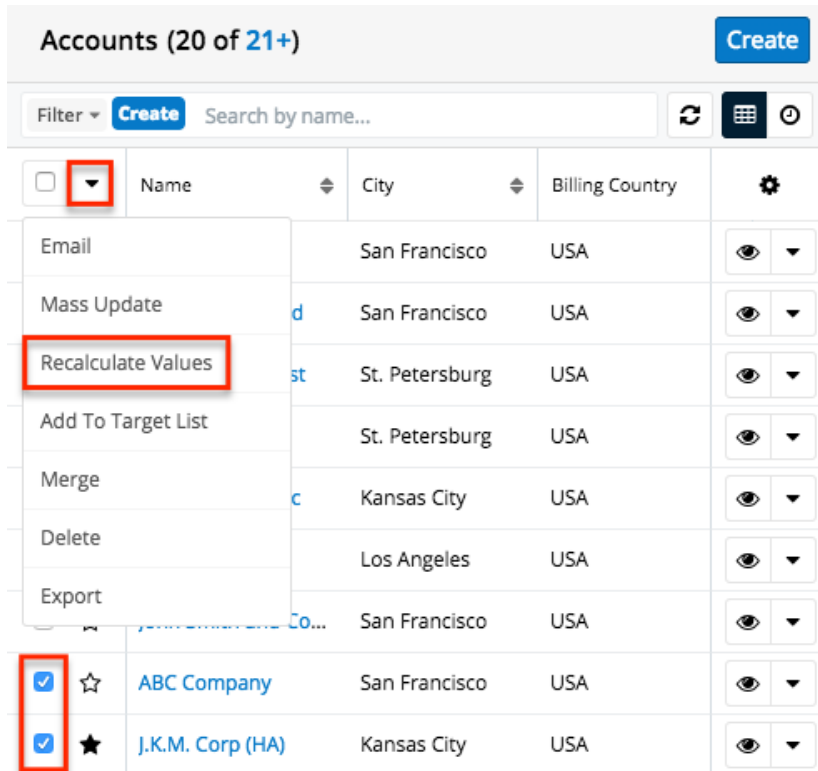 Accounts (20 of 21+) Create
Filter Create Search by name...
Name City Billing Country
Email San Francisco USA
Mass Update d San Francisco USA
Recalculate Values st St. Petersburg USA
Add To Target List St. Petersburg USA
Merge c Kansas City USA
Delete Los Angeles USA
Export
Co... San Francisco USA
ABC Company San Francisco USA
J.K.M. Corp (HA) Kansas City USA